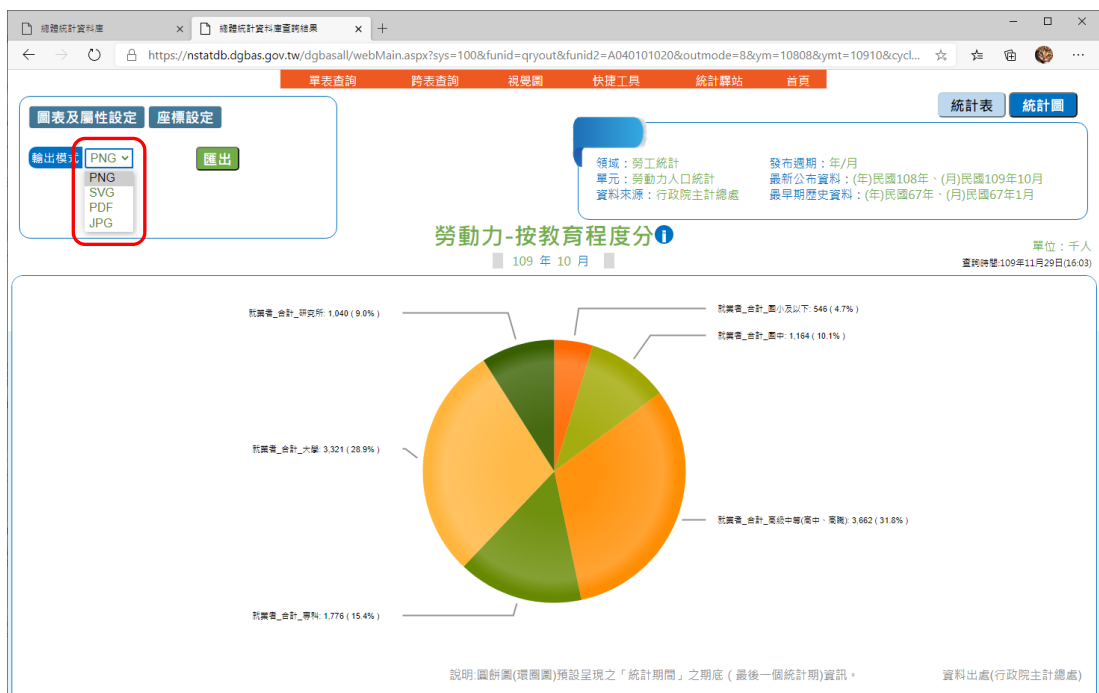 總體統計資料庫
總體統計資料庫查詢結果
https://nstatdb.dgbas.gov.tw/dgbasall/webMain.aspx?sys=100&funid=qryout&funid2=A040101020&outmode=8&ym=10808&ymt=10910&cycl...
單表查詢 跨表查詢 視覺圖 快捷工具 統計驛站 首頁
圖表及屬性設定 座標設定
統計表 統計圖
輸出模式 PNG 匯出
PNG
SVG
PDF
JPG
領域：勞工統計 發布週期：年/月
單元：勞動力人口統計 最新公布資料：(年)民國108年、(月)民國109年10月
資料來源：行政院主計總處 最早期歷史資料：(年)民國67年、(月)民國67年1月
勞動力-按教育程度分
109 年 10 月
單位：千人
查詢時間:109年11月29日(16:03)
就業者_合計_研究所: 1,040 ( 9.0% )
就業者_合計_國小及以下: 546 ( 4.7% )
就業者_合計_國中: 1,164 ( 10.1% )
就業者_合計_大學: 3,321 ( 28.9% )
就業者_合計_高級中等(高中、高職): 3,662 ( 31.8% )
就業者_合計_專科: 1,776 ( 15.4% )
說明:圓餅圖(環圈圖)預設呈現之「統計期間」之期底 ( 最後一個統計期)資訊。
資料出處(行政院主計總處)